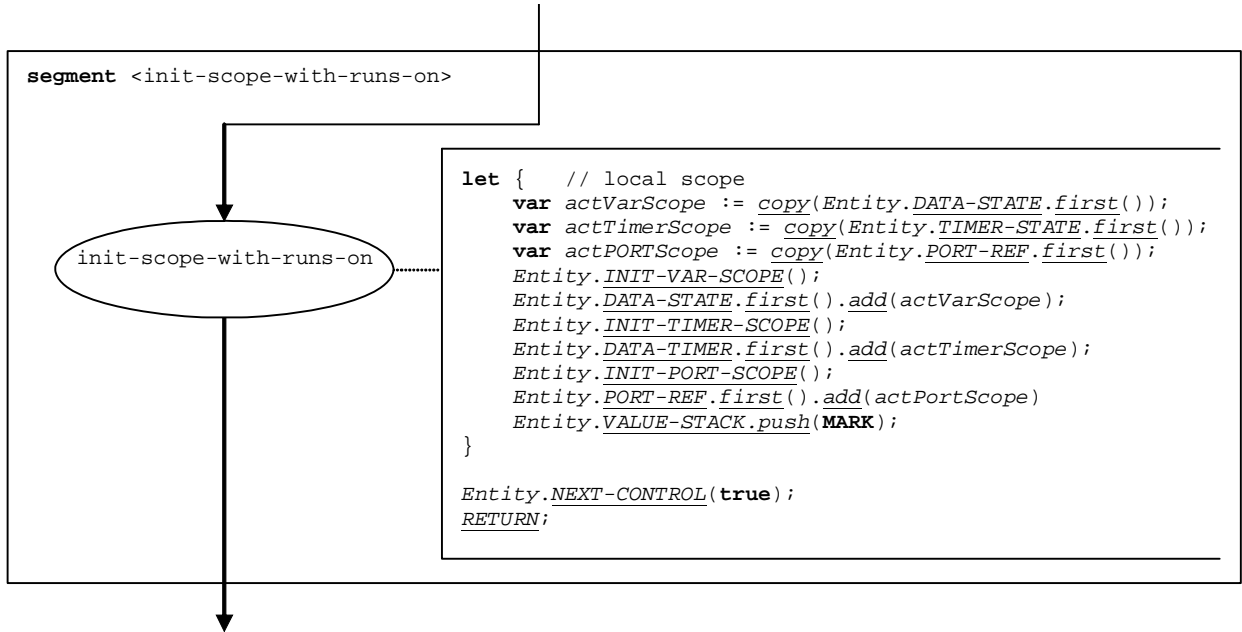 segment <init-scope-with-runs-on>
let {   // local scope
var actVarScope := copy(Entity.DATA-STATE.first());
var actTimerScope := copy(Entity.TIMER-STATE.first());
var actPORTScope := copy(Entity.PORT-REF.first());
Entity.INIT-VAR-SCOPE();
Entity.DATA-STATE.first().add(actVarScope);
Entity.INIT-TIMER-SCOPE();
Entity.DATA-TIMER.first().add(actTimerScope);
Entity.INIT-PORT-SCOPE();
Entity.PORT-REF.first().add(actPortScope)
Entity.VALUE-STACK.push(MARK);
}
Entity.NEXT-CONTROL(true);
RETURN;
init-scope-with-runs-on